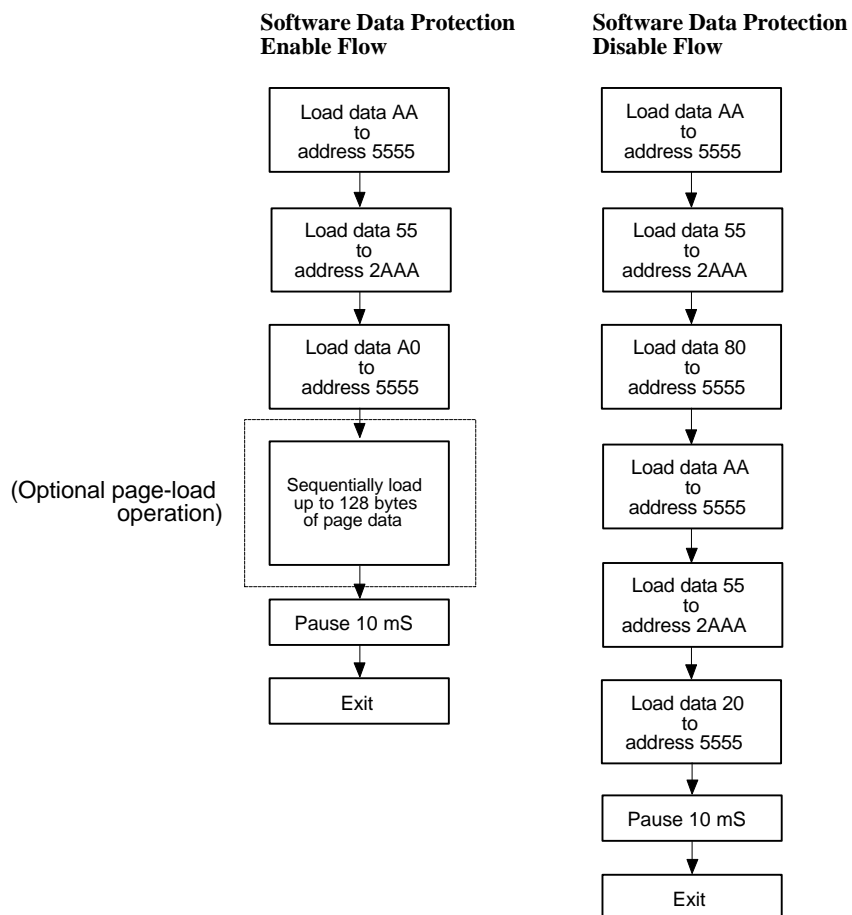 Software Data Protection
Enable Flow
Load data AA
to
address 5555
Load data 55
to
address 2AAA
Load data A0
to
address 5555
(Optional page-load
operation)
Sequentially load
up to 128 bytes
of page data
Pause 10 mS
Exit
Software Data Protection
Disable Flow
Load data AA
to
address 5555
Load data 55
to
address 2AAA
Load data 80
to
address 5555
Load data AA
to
address 5555
Load data 55
to
address 2AAA
Load data 20
to
address 5555
Pause 10 mS
Exit